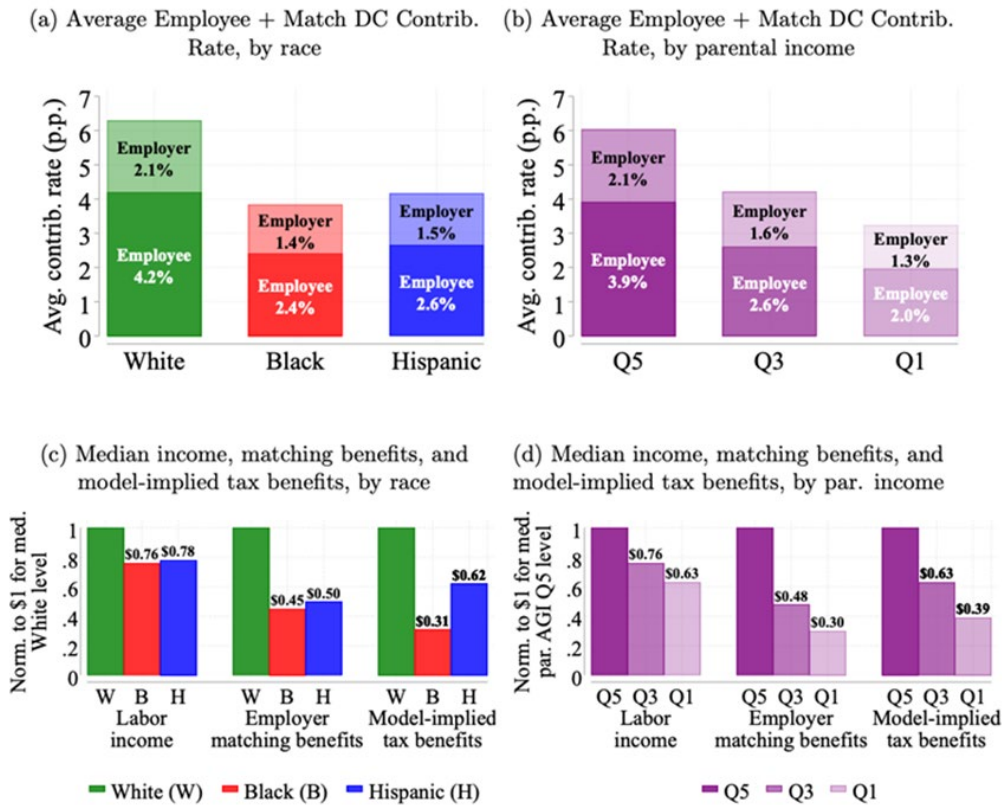 (a) Average Employee + Match DC Contrib.
Rate, by race
Avg. contrib. rate (p.p.)
7
6
5
4
3
2
1
0
Employer
2.1%
Employee
4.2%
Employer
1.4%
Employee
2.4%
Employer
1.5%
Employee
2.6%
White Black Hispanic
(b) Average Employee + Match DC Contrib.
Rate, by parental income
Avg. contrib. rate (p.p.)
7
6
5
4
3
2
1
0
Employer
2.1%
Employee
3.9%
Employer
1.6%
Employee
2.6%
Employer
1.3%
Employee
2.0%
Q5 Q3 Q1
(c) Median income, matching benefits, and
model-implied tax benefits, by race
Norm. to $1 for med.
White level
1
.8
.6
.4
.2
0
$0.76 $0.78
$0.45 $0.50
$0.31 $0.62
W B H W B H W B H
Labor
income
Employer
matching benefits
Model-implied
tax benefits
White (W) Black (B) Hispanic (H)
(d) Median income, matching benefits, and
model-implied tax benefits, by par. income
Norm. to $1 for med.
par. AGI Q5 level
1
.8
.6
.4
.2
0
$0.76 $0.63
$0.48 $0.30
$0.63 $0.39
Q5 Q3 Q1 Q5 Q3 Q1 Q5 Q3 Q1
Labor
income
Employer
matching benefits
Model-implied
tax benefits
Q5 Q3 Q1